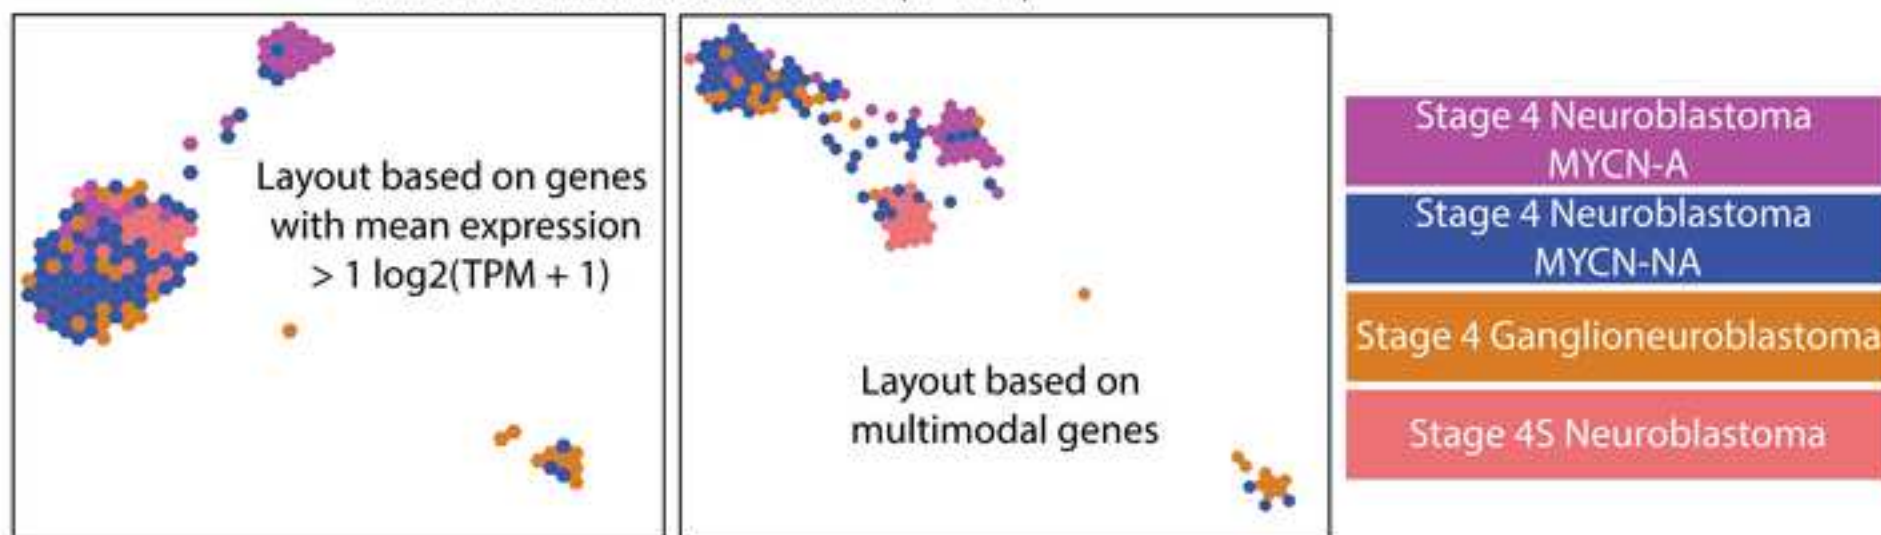 Layout based on genes
with mean expression
> 1 log2(TPM + 1)
Layout based on
multimodal genes
Stage 4 Neuroblastoma
MYCN-A
Stage 4 Neuroblastoma
MYCN-NA
Stage 4 Ganglioneuroblastoma
Stage 4S Neuroblastoma